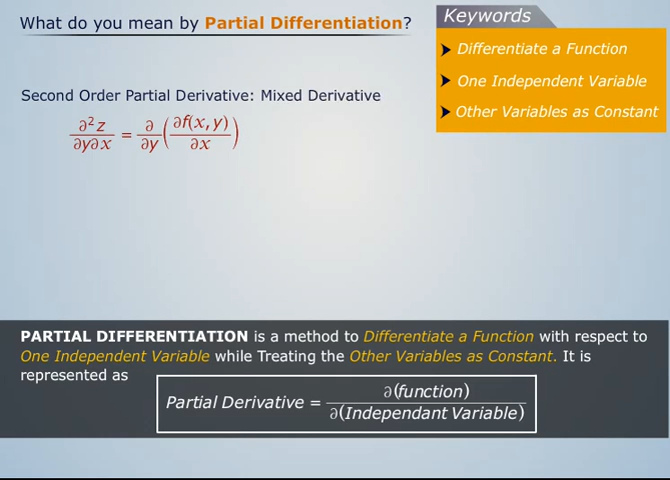 What do you mean by Partial Differentiation?
Keywords
Differentiate a Function
One Independent Variable
Other Variables as Constant
Second Order Partial Derivative: Mixed Derivative
∂²z/∂y∂x = ∂/∂y (∂f(x,y)/∂x)
PARTIAL DIFFERENTIATION is a method to Differentiate a Function with respect to
One Independent Variable while Treating the Other Variables as Constant. It is
represented as
Partial Derivative = ∂(function)/∂(Independant Variable)